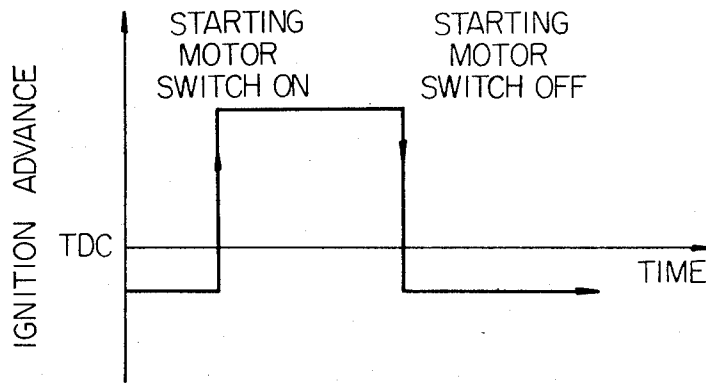 STARTING
MOTOR
SWITCH ON
STARTING
MOTOR
SWITCH OFF
IGNITION ADVANCE
TDC
TIME